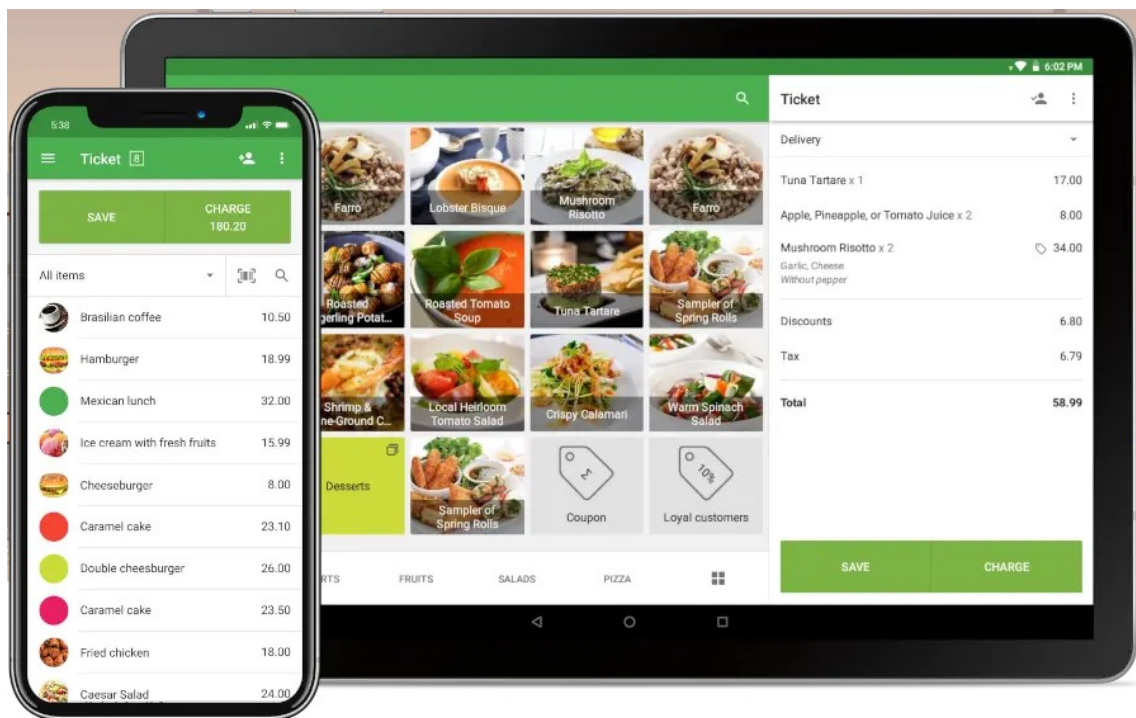 5:38
Ticket 8
SAVE
CHARGE
180.20
All items
Brasilian coffee 10.50
Hamburger 18.99
Mexican lunch 32.00
Ice cream with fresh fruits 15.99
Cheeseburger 8.00
Caramel cake 23.10
Double cheesburger 26.00
Caramel cake 23.50
Fried chicken 18.00
Caesar Salad 24.00
Farro
Lobster Bisque
Mushroom
Risotto
Farro
Roasted
gerling Potat...
Roasted Tomato
Soup
Tuna Tartare
Sampler of
Spring Rolls
Shrimp &
ne-Ground C...
Local Heirloom
Tomato Salad
Crispy Calamari
Warm Spinach
Salad
Desserts
Sampler of
Spring Rolls
Σ
Coupon
10%
Loyal customers
RTS
FRUITS
SALADS
PIZZA
6:02 PM
Ticket
Delivery
Tuna Tartare x 1 17.00
Apple, Pineapple, or Tomato Juice x 2 8.00
Mushroom Risotto x 2 34.00
Garlic, Cheese
Without pepper
Discounts 6.80
Tax 6.79
Total 58.99
SAVE
CHARGE